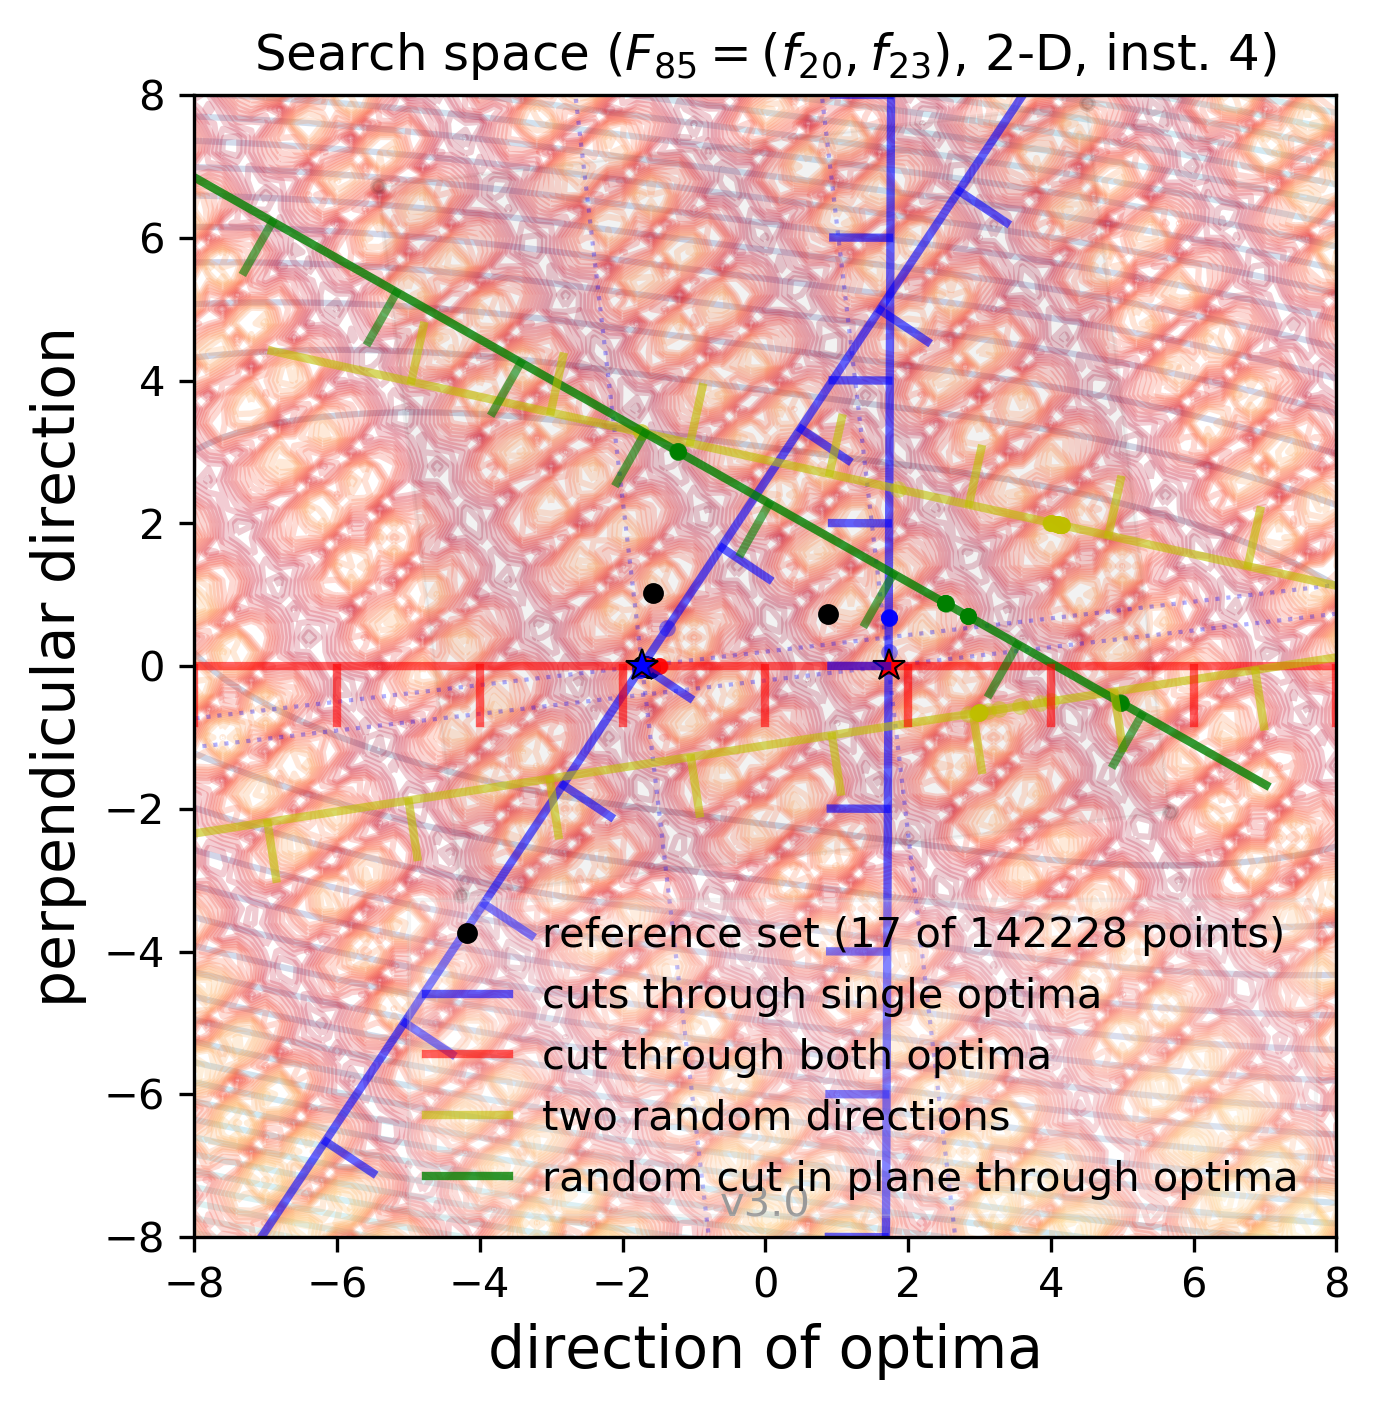 Search space (F₈₅ = (f₂₀, f₂₃), 2-D, inst. 4)
8
6
4
2
0
−2
−4
−6
−8
perpendicular direction
reference set (17 of 142228 points)
cuts through single optima
cut through both optima
two random directions
random cut in plane through optima
v3.0
−8 −6 −4 −2 0 2 4 6 8
direction of optima